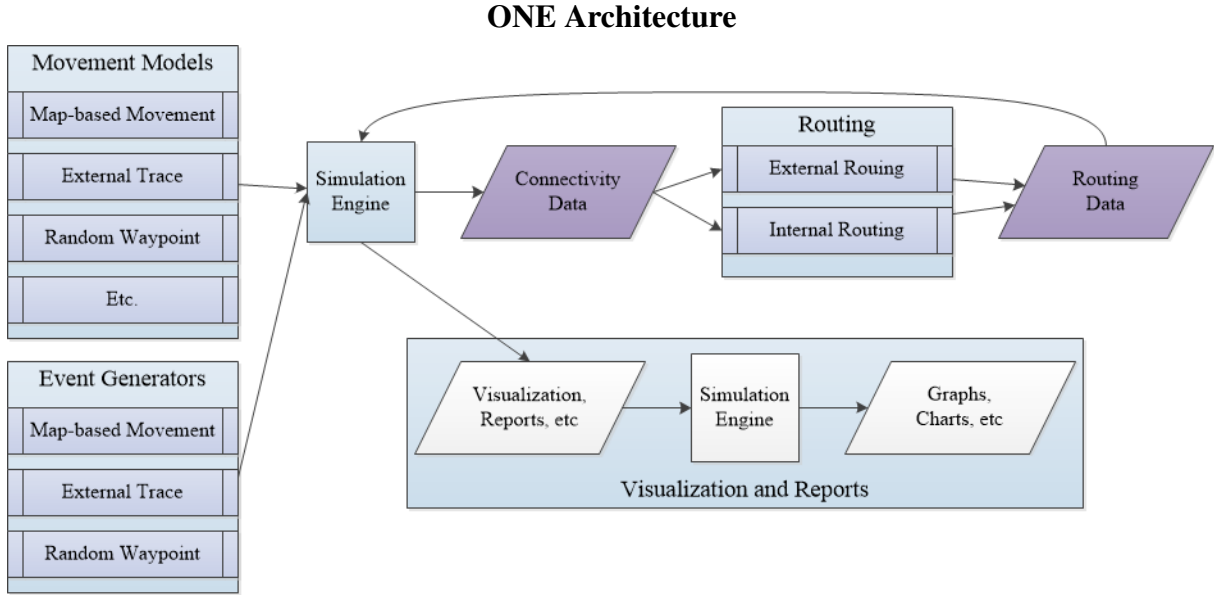 ONE Architecture
Movement Models
Map-based Movement
External Trace
Random Waypoint
Etc.
Event Generators
Map-based Movement
External Trace
Random Waypoint
Simulation
Engine
Connectivity
Data
Routing
External Rouing
Internal Routing
Routing
Data
Visualization,
Reports, etc
Simulation
Engine
Graphs,
Charts, etc
Visualization and Reports